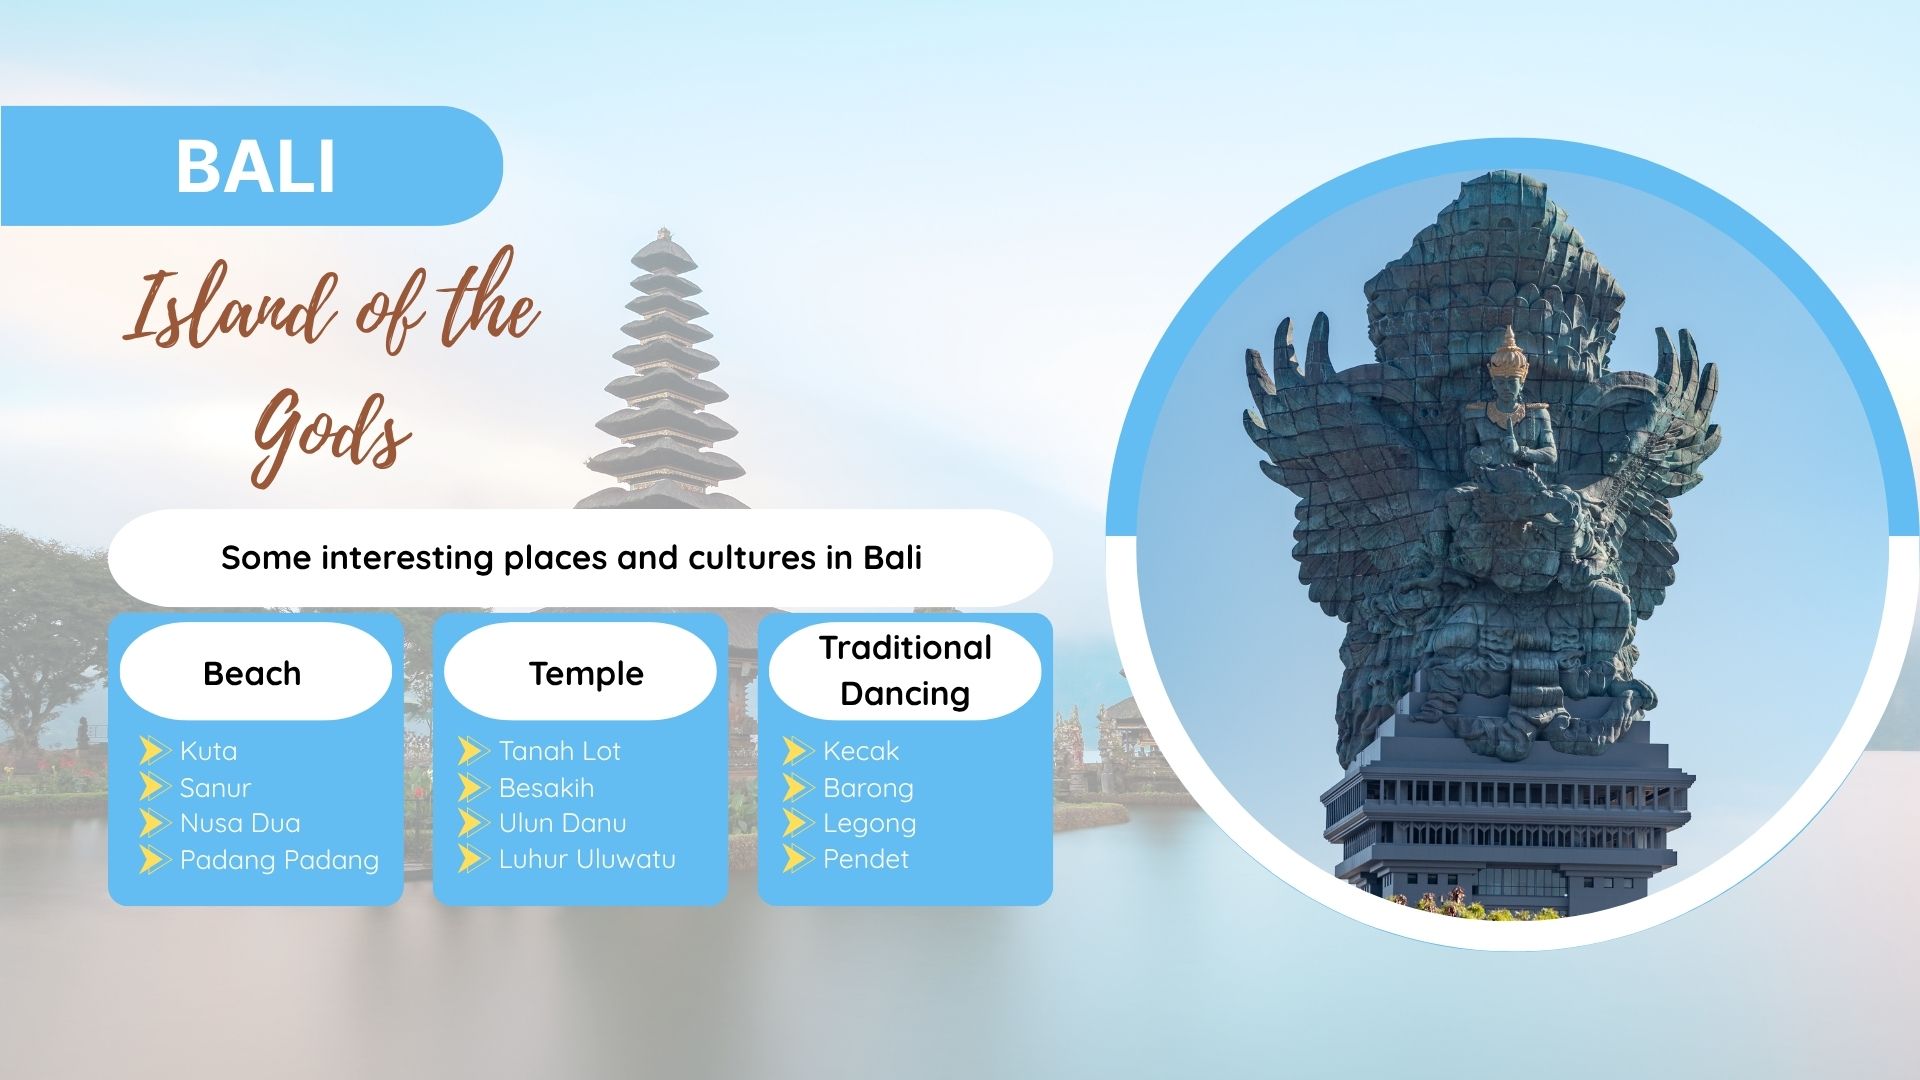 BALI
Island of the
Gods
Some interesting places and cultures in Bali
Beach
Kuta
Sanur
Nusa Dua
Padang Padang
Temple
Tanah Lot
Besakih
Ulun Danu
Luhur Uluwatu
Traditional
Dancing
Kecak
Barong
Legong
Pendet